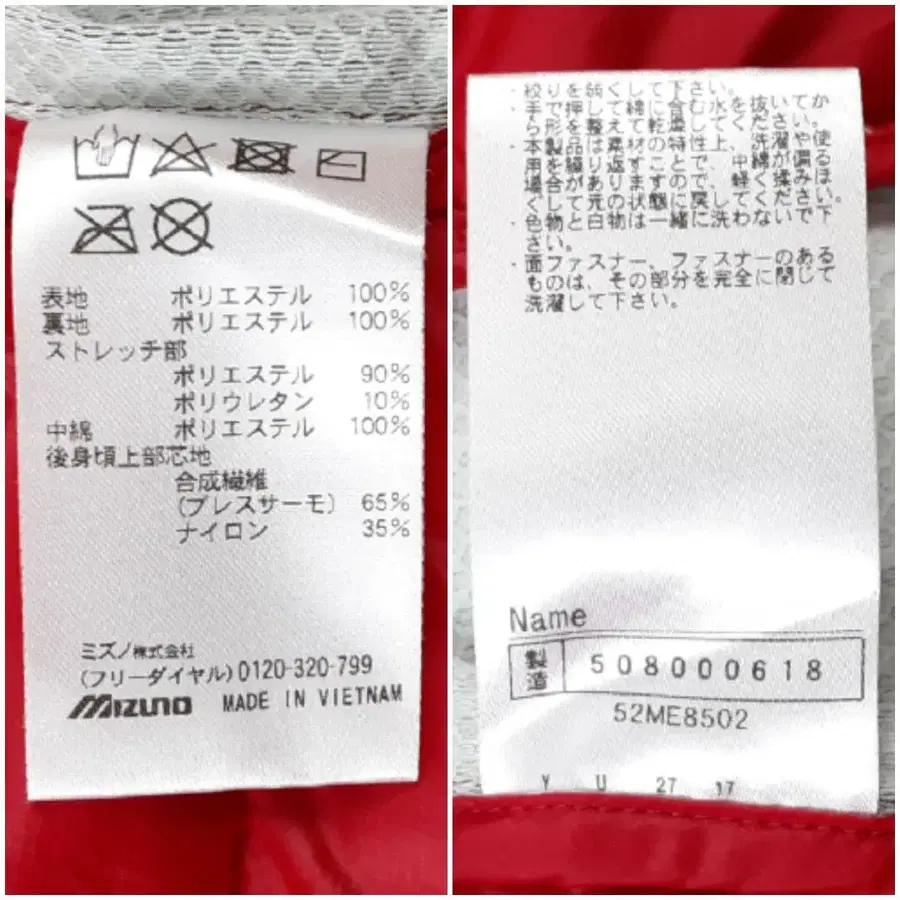 表地 ポリエステル 100%
裏地 ポリエステル 100%
ストレッチ部
ポリエステル 90%
ポリウレタン 10%
中綿 ポリエステル 100%
後身頃上部芯地
合成繊維
(ブレスサーモ) 65%
ナイロン 35%
ミズノ株式会社
(フリーダイヤル)0120-320-799
MIZUNO MADE IN VIETNAM
・絞りを弱くして下さい。
・手で押して綿に含む水を抜いてか
ら形を整えて乾燥してください。
・本製品は素材の特性上、洗濯や使
用を繰り返すことで、中綿が偏る
場合がありますので、軽く揉みほ
ぐして元の状態に戻してください。
・色物と白物は一緒に洗わないで下
さい。
・面ファスナー、ファスナーのある
ものは、その部分を完全に閉じて
洗濯して下さい。
Name
製造 508000618
52ME8502
Y U 27 17